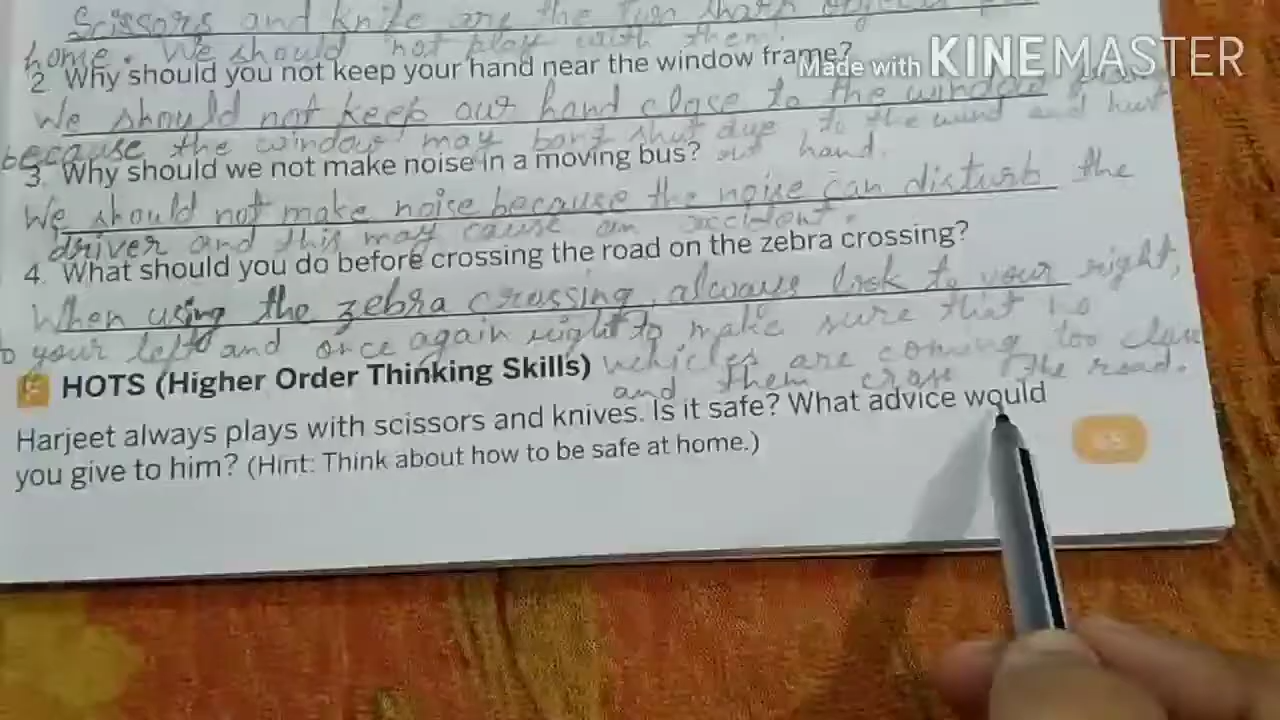 Scissors and knife are the two sharp
home. We should not play with them.
Made with KINEMASTER
2. Why should you not keep your hand near the window frame?
We should not keep our hand close to the window
because the window may shut due to the wind and hurt
our hand.
3. Why should we not make noise in a moving bus?
We should not make noise because the noise can disturb the
driver and this may cause an accident.
4. What should you do before crossing the road on the zebra crossing?
When using the zebra crossing, always look to your right,
to your left and once again right to make sure that no
vehicles are coming too close
and them cross the road.
HOTS (Higher Order Thinking Skills)
Harjeet always plays with scissors and knives. Is it safe? What advice would
you give to him? (Hint: Think about how to be safe at home.)